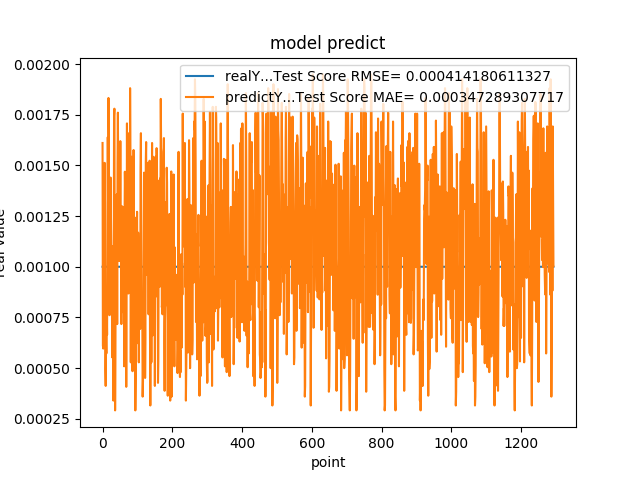 model predict
realY...Test Score RMSE= 0.000414180611327
predictY...Test Score MAE= 0.000347289307717
0.00200
0.00175
0.00150
0.00125
0.00100
0.00075
0.00050
0.00025
value
0 200 400 600 800 1000 1200
point